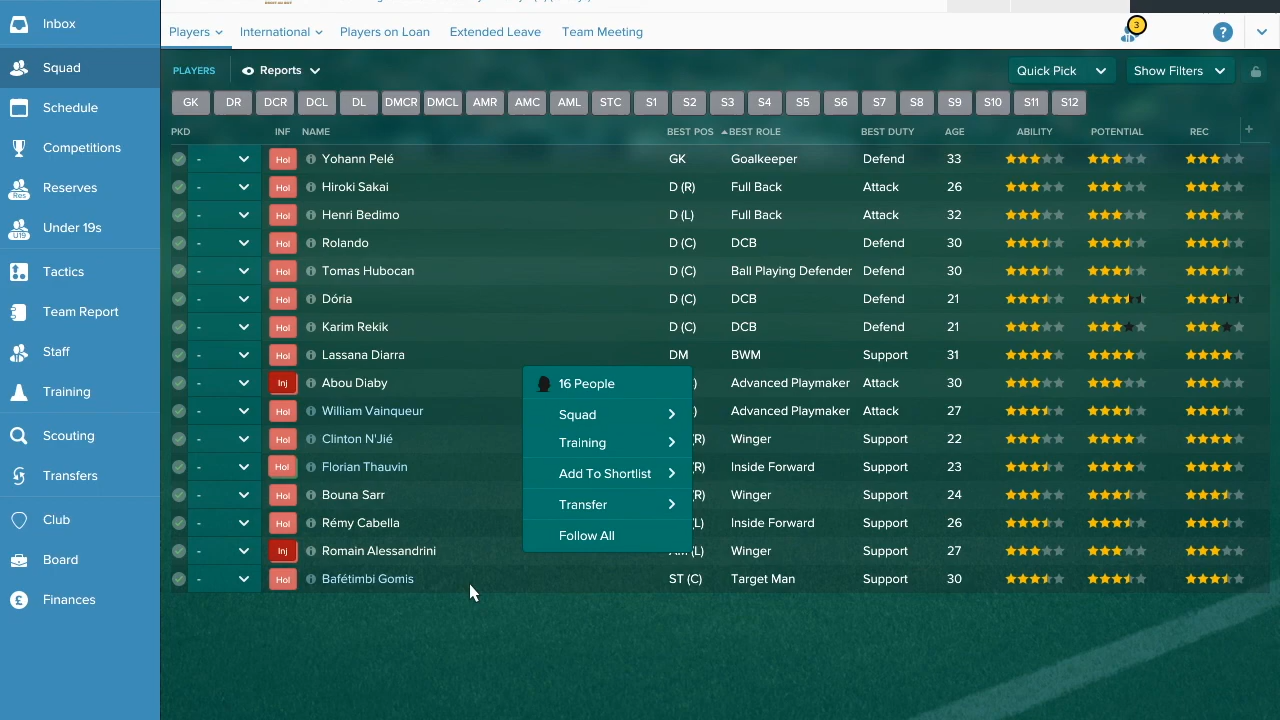 Inbox
Squad
Schedule
Competitions
Reserves
Res
Under 19s
U19
Tactics
Team Report
Staff
Training
Scouting
Transfers
Club
Board
£ Finances
Players International Players on Loan Extended Leave Team Meeting 3 ?
PLAYERS Reports Quick Pick Show Filters
GK DR DCR DCL DL DMCR DMCL AMR AMC AML STC S1 S2 S3 S4 S5 S6 S7 S8 S9 S10 S11 S12
PKD INF NAME BEST POS BEST ROLE BEST DUTY AGE ABILITY POTENTIAL REC +
- Hol Yohann Pelé GK Goalkeeper Defend 33
- Hol Hiroki Sakai D (R) Full Back Attack 26
- Hol Henri Bedimo D (L) Full Back Attack 32
- Hol Rolando D (C) DCB Defend 30
- Hol Tomas Hubocan D (C) Ball Playing Defender Defend 30
- Hol Dória D (C) DCB Defend 21
- Hol Karim Rekik D (C) DCB Defend 21
- Hol Lassana Diarra DM BWM Support 31
- Inj Abou Diaby ) Advanced Playmaker Attack 30
- Hol William Vainqueur ) Advanced Playmaker Attack 27
- Hol Clinton N'Jié (R) Winger Support 22
- Hol Florian Thauvin (R) Inside Forward Support 23
- Hol Bouna Sarr (R) Winger Support 24
- Hol Rémy Cabella (L) Inside Forward Support 26
- Inj Romain Alessandrini AM (L) Winger Support 27
- Hol Bafétimbi Gomis ST (C) Target Man Support 30
16 People
Squad
Training
Add To Shortlist
Transfer
Follow All